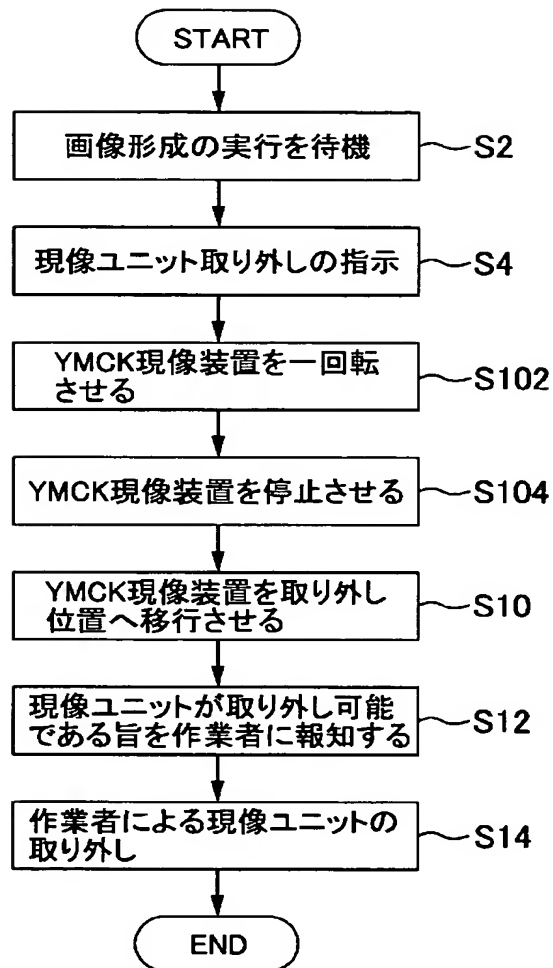 START
画像形成の実行を待機
S2
現像ユニット取り外しの指示
S4
YMCK現像装置を一回転
させる
S102
YMCK現像装置を停止させる
S104
YMCK現像装置を取り外し
位置へ移行させる
S10
現像ユニットが取り外し可能
である旨を作業者に報知する
S12
作業者による現像ユニットの
取り外し
S14
END